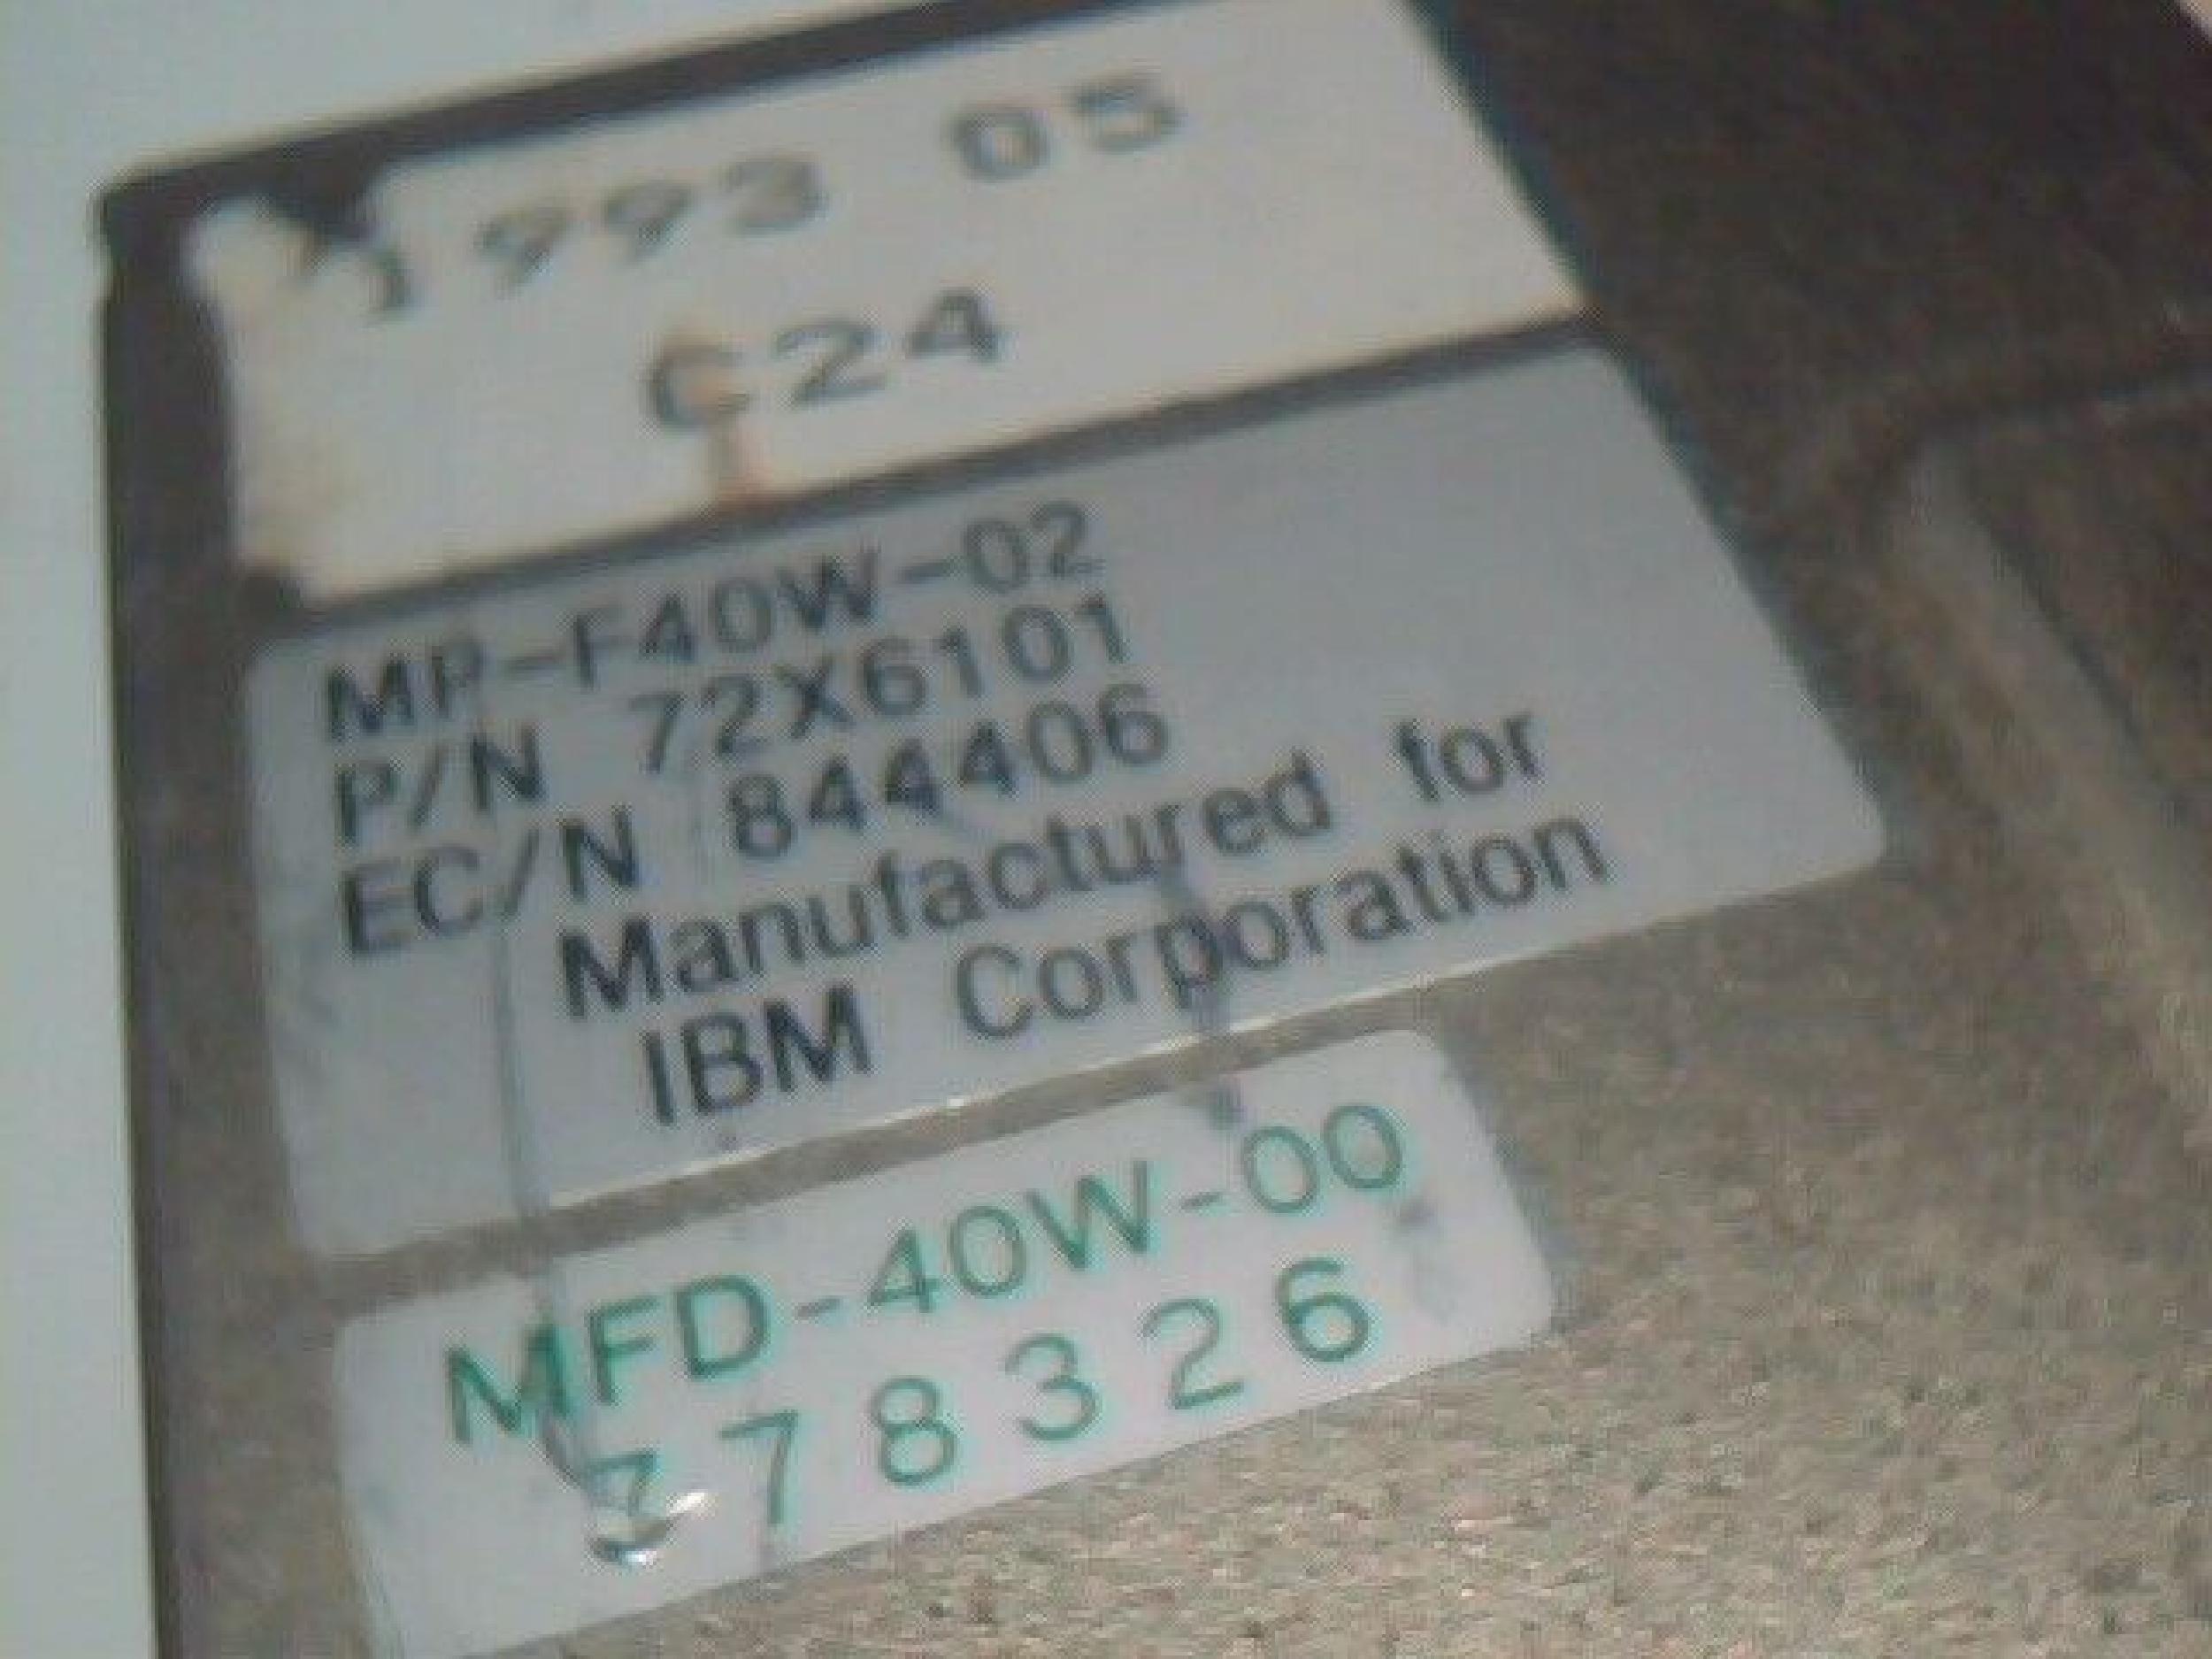 1993 05
C24
MP-F40W-02
P/N 72X6101
EC/N 844406
Manufactured for
IBM Corporation
MFD-40W-00
378326